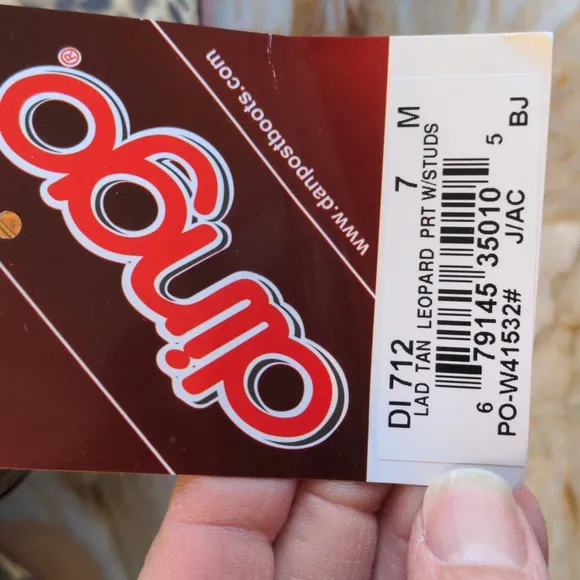 dingo®
www.danpostboots.com
DI 712 7 M
LAD TAN LEOPARD PRT W/STUDS
6 79145 35010 5
PO-W41532# J/AC BJ